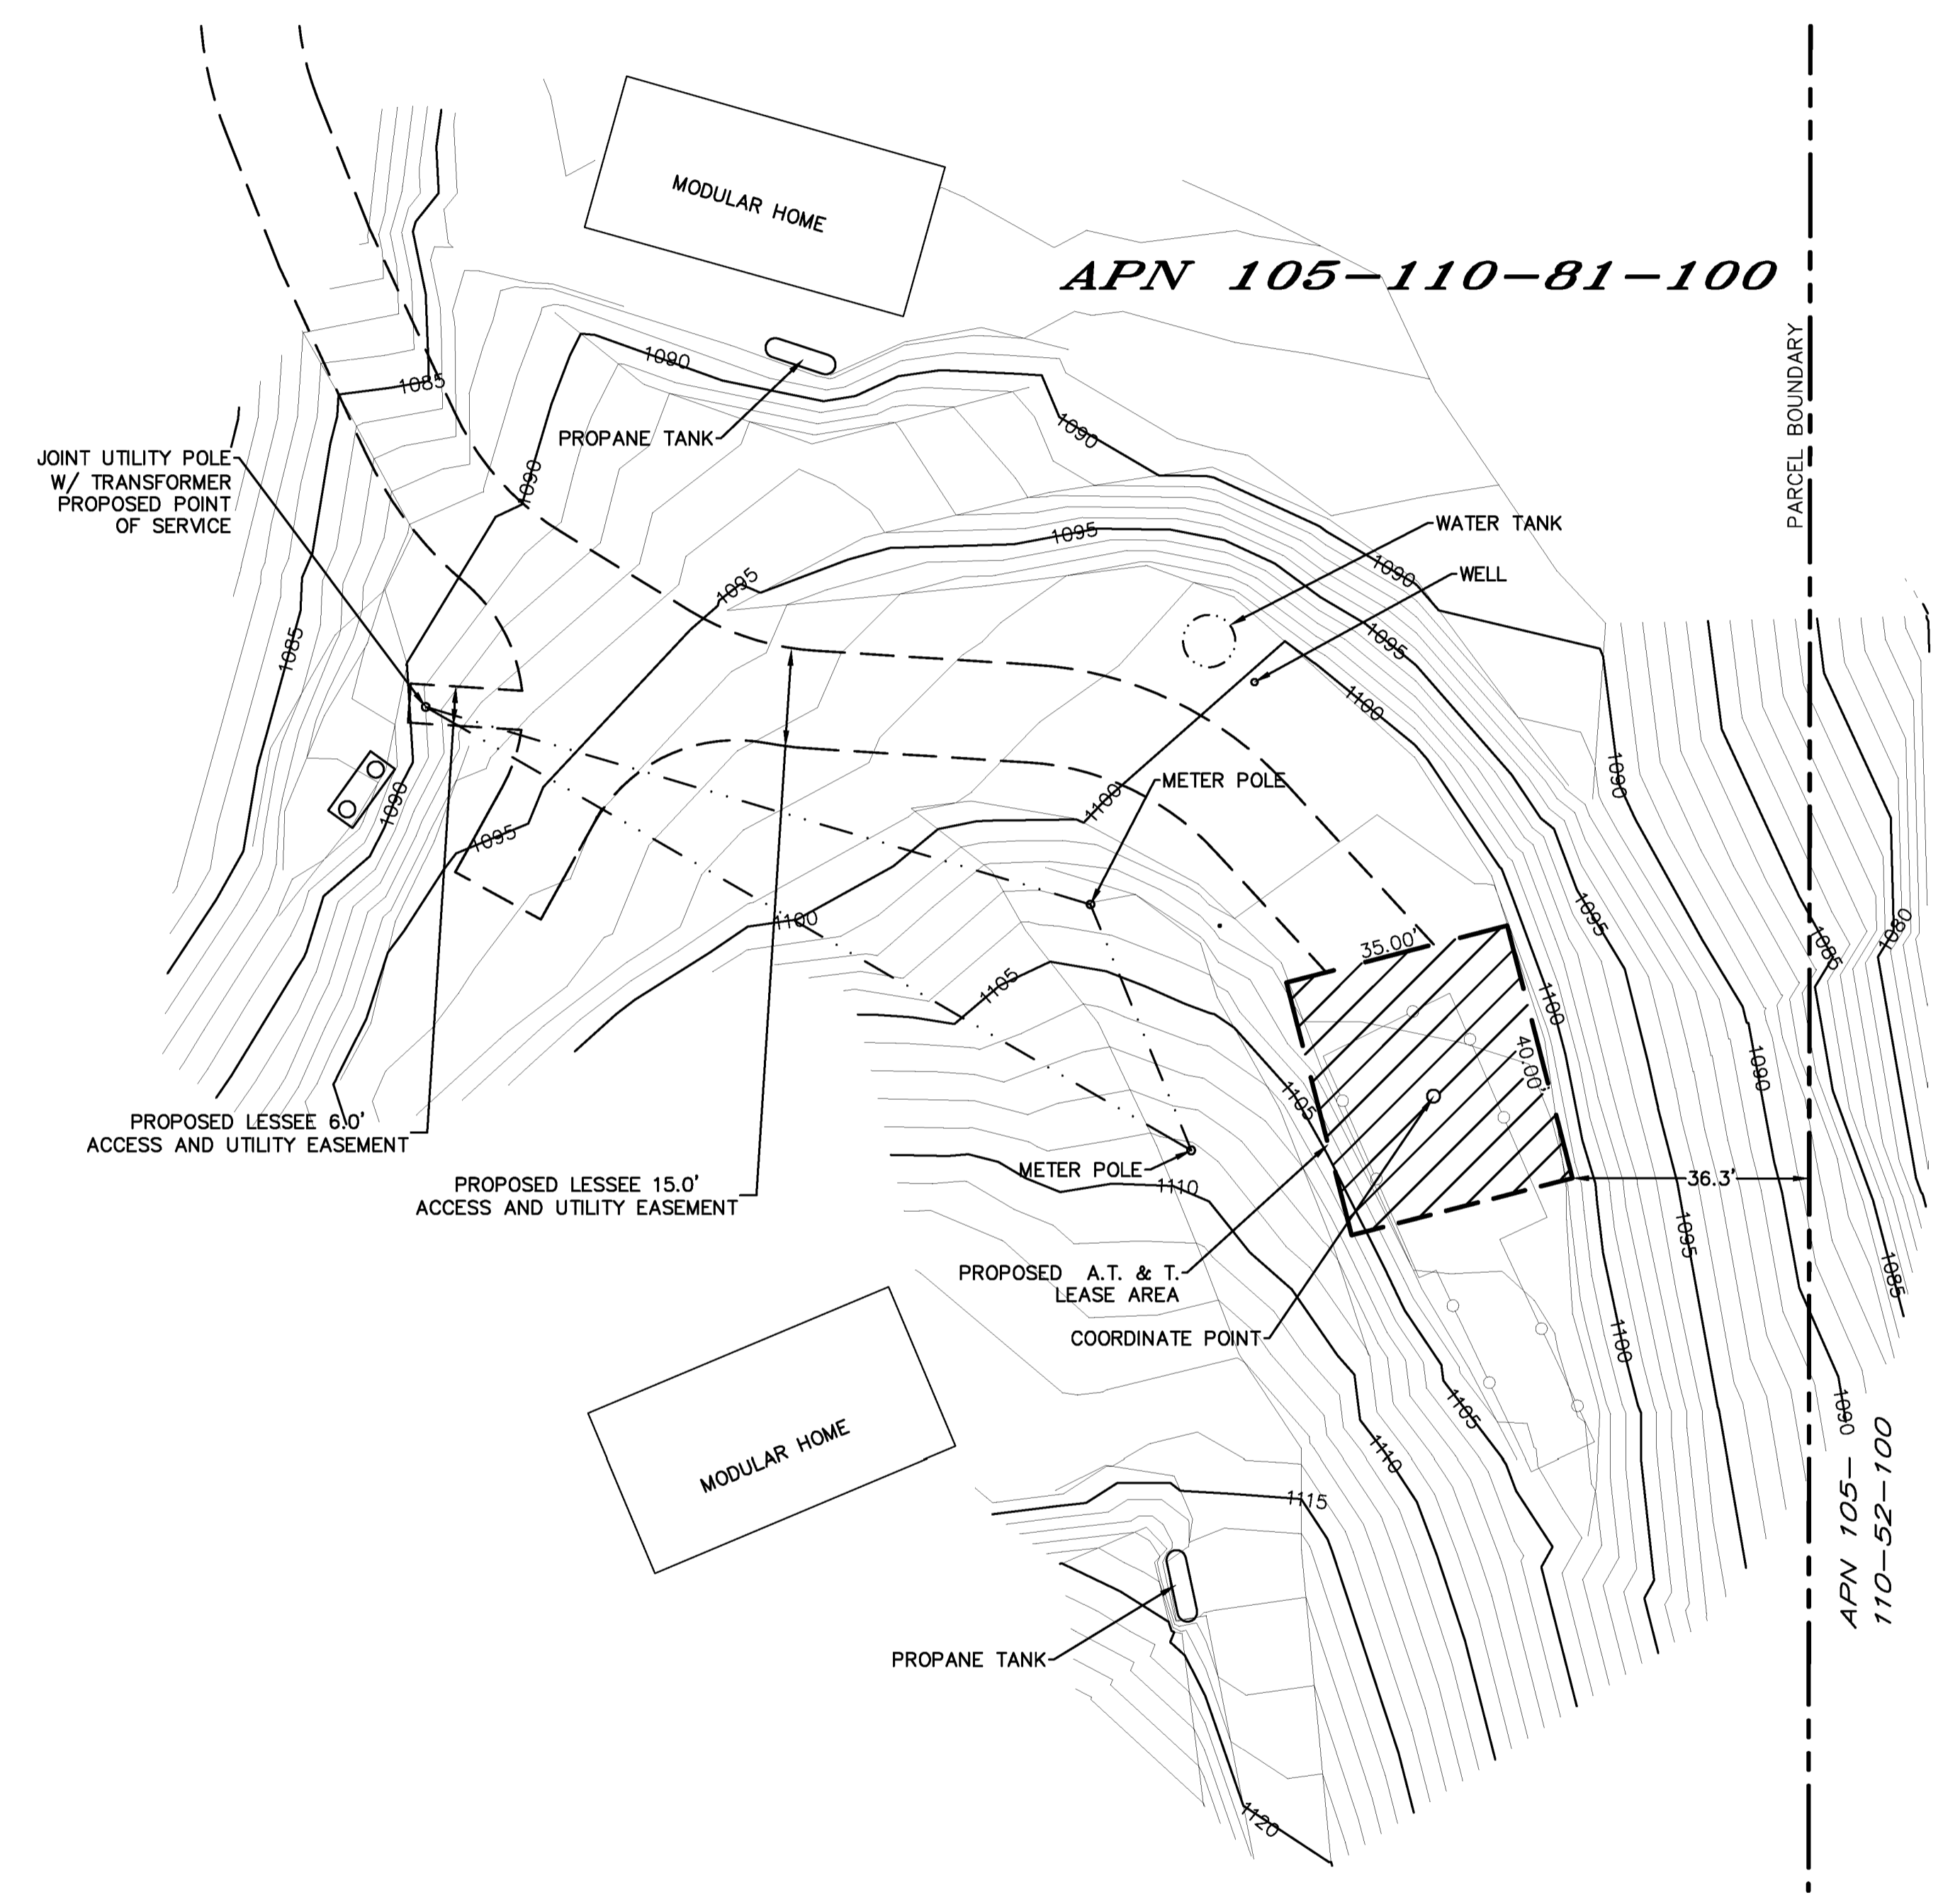 MODULAR HOME
APN 105-110-81-100
PARCEL BOUNDARY
1090
1085
PROPANE TANK
1090
JOINT UTILITY POLE
W/ TRANSFORMER
PROPOSED POINT
OF SERVICE
1090
WATER TANK
1095
WELL
1090
1095
1095
1085
1100
METER POLE
1090
1100
1090
1095
1100
1095
35.00'
1085
1080
1105
1100
40.00'
1090
1105
PROPOSED LESSEE 6.0'
ACCESS AND UTILITY EASEMENT
METER POLE
1110
36.3'
PROPOSED LESSEE 15.0'
ACCESS AND UTILITY EASEMENT
1095
PROPOSED A.T. & T.
LEASE AREA
1085
COORDINATE POINT
1100
1090
1105
MODULAR HOME
1110
APN 105-
110-52-100
1115
PROPANE TANK
1120